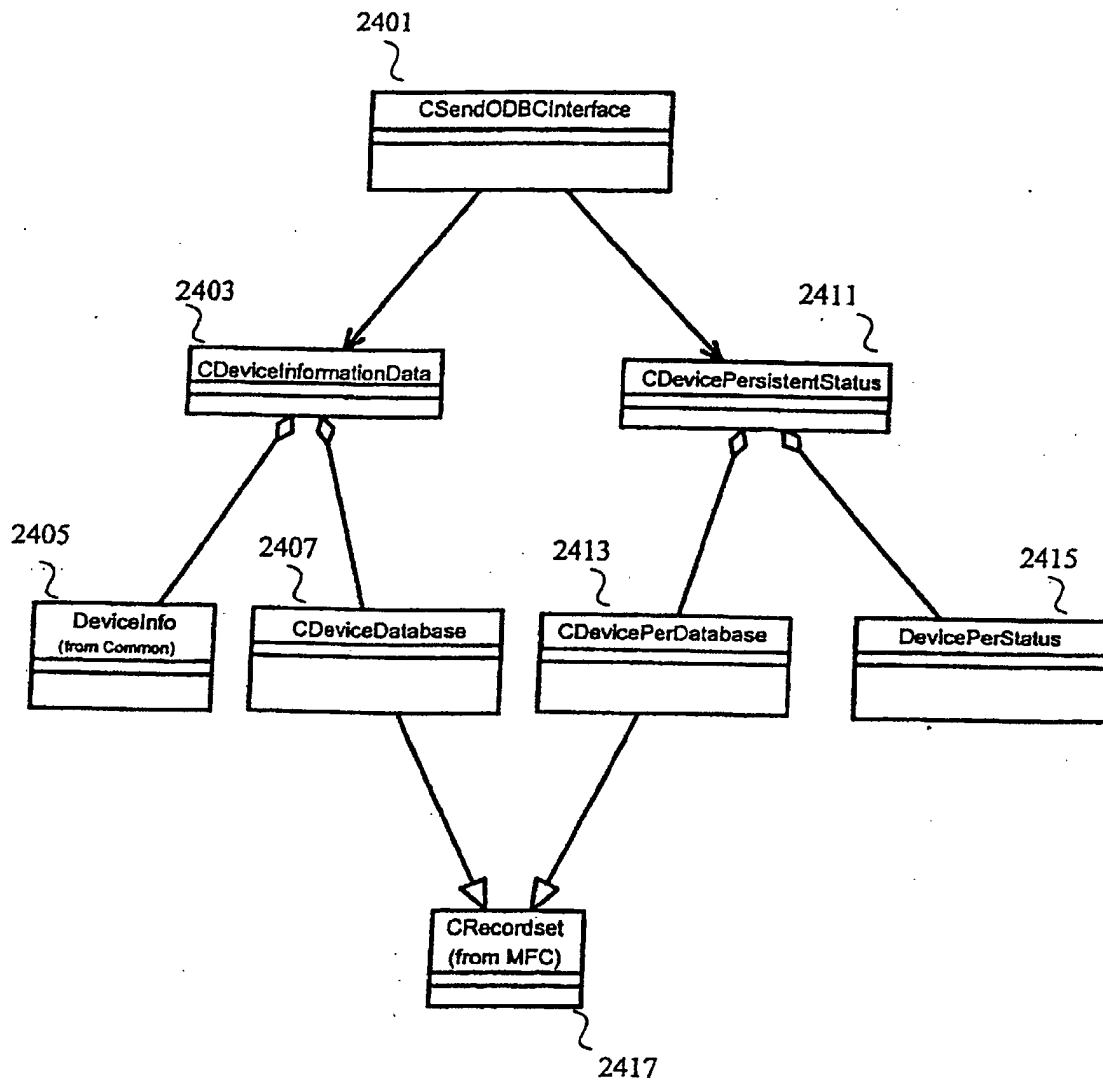 2401
CSendODBCInterface
2403
2411
CDeviceInformationData
CDevicePersistentStatus
2405
2407
2413
2415
DeviceInfo
(from Common)
CDeviceDatabase
CDevicePerDatabase
DevicePerStatus
CRecordset
(from MFC)
2417